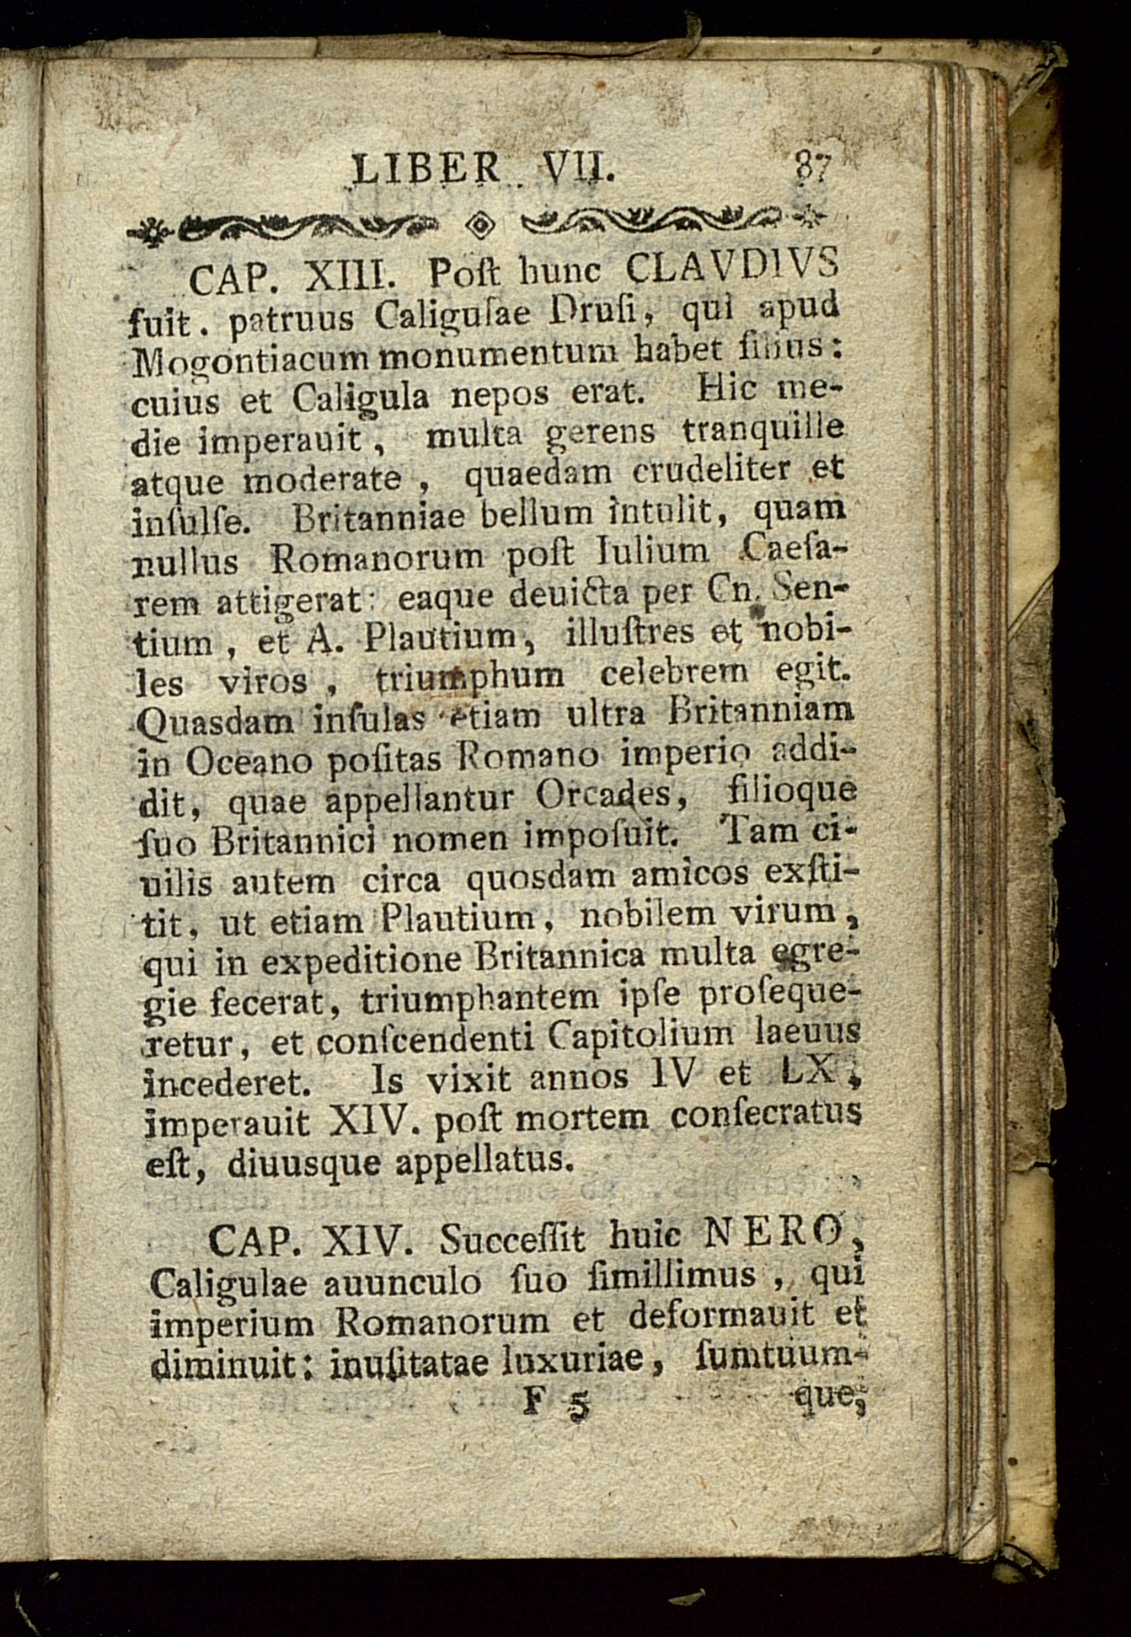 LIBER VII. 87
CAP. XIII. Poſt hunc CLAVDIVS
fuit. patruus Caligulae Druſi, qui apud
Mogontiacum monumentum habet filius:
cuius et Caligula nepos erat. Hic me-
die imperauit, multa gerens tranquille
atque moderate, quaedam crudeliter et
inſulſe. Britanniae bellum intulit, quam
nullus Romanorum poſt Iulium Caeſa-
rem attigerat: eaque deuicta per Cn. Sen-
tium, et A. Plautium, illuſtres et nobi-
les viros, triumphum celebrem egit.
Quasdam inſulas etiam ultra Britanniam
in Oceano poſitas Romano imperio addi-
dit, quae appellantur Orcades, filioque
ſuo Britannici nomen impoſuit. Tam ci-
uilis autem circa quosdam amicos exſti-
tit, ut etiam Plautium, nobilem virum,
qui in expeditione Britannica multa egre-
gie fecerat, triumphantem ipſe proſeque-
retur, et conſcendenti Capitolium laeuus
incederet. Is vixit annos IV et LX,
imperauit XIV. poſt mortem conſecratus
eſt, diuusque appellatus.
CAP. XIV. Succeſſit huic NERO,
Caligulae auunculo ſuo ſimillimus, qui
imperium Romanorum et deformauit et
diminuit: inuſitatae luxuriae, ſumtuum-
F 5 que,